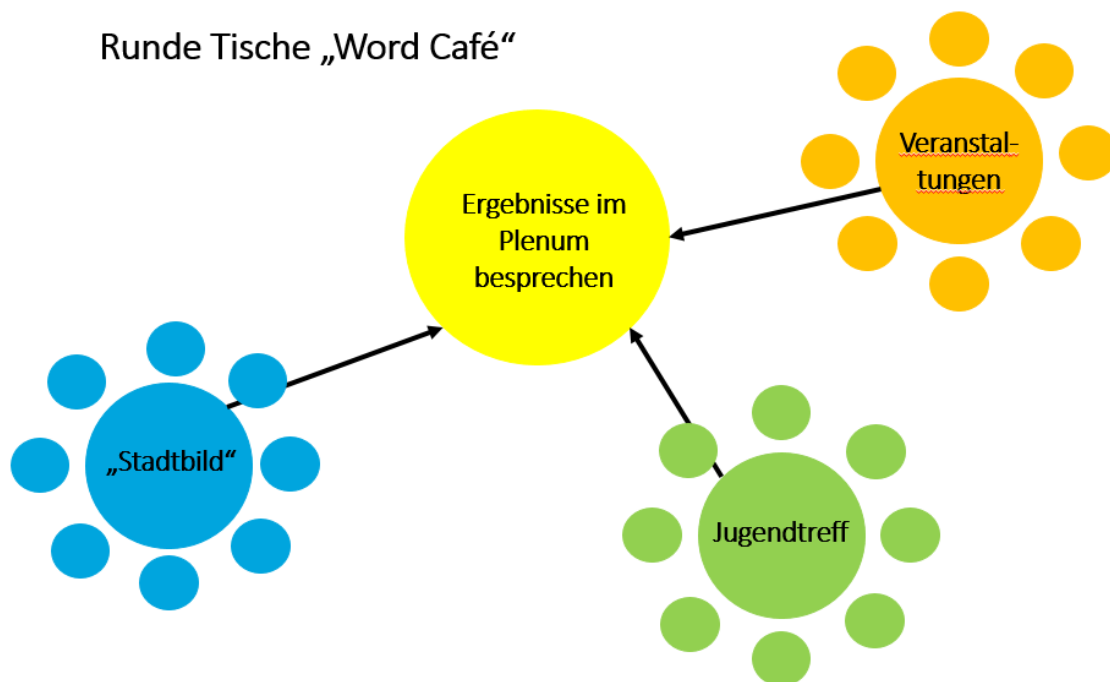 Runde Tische „Word Café“
Veranstal-
tungen
Ergebnisse im
Plenum
besprechen
„Stadtbild“
Jugendtreff